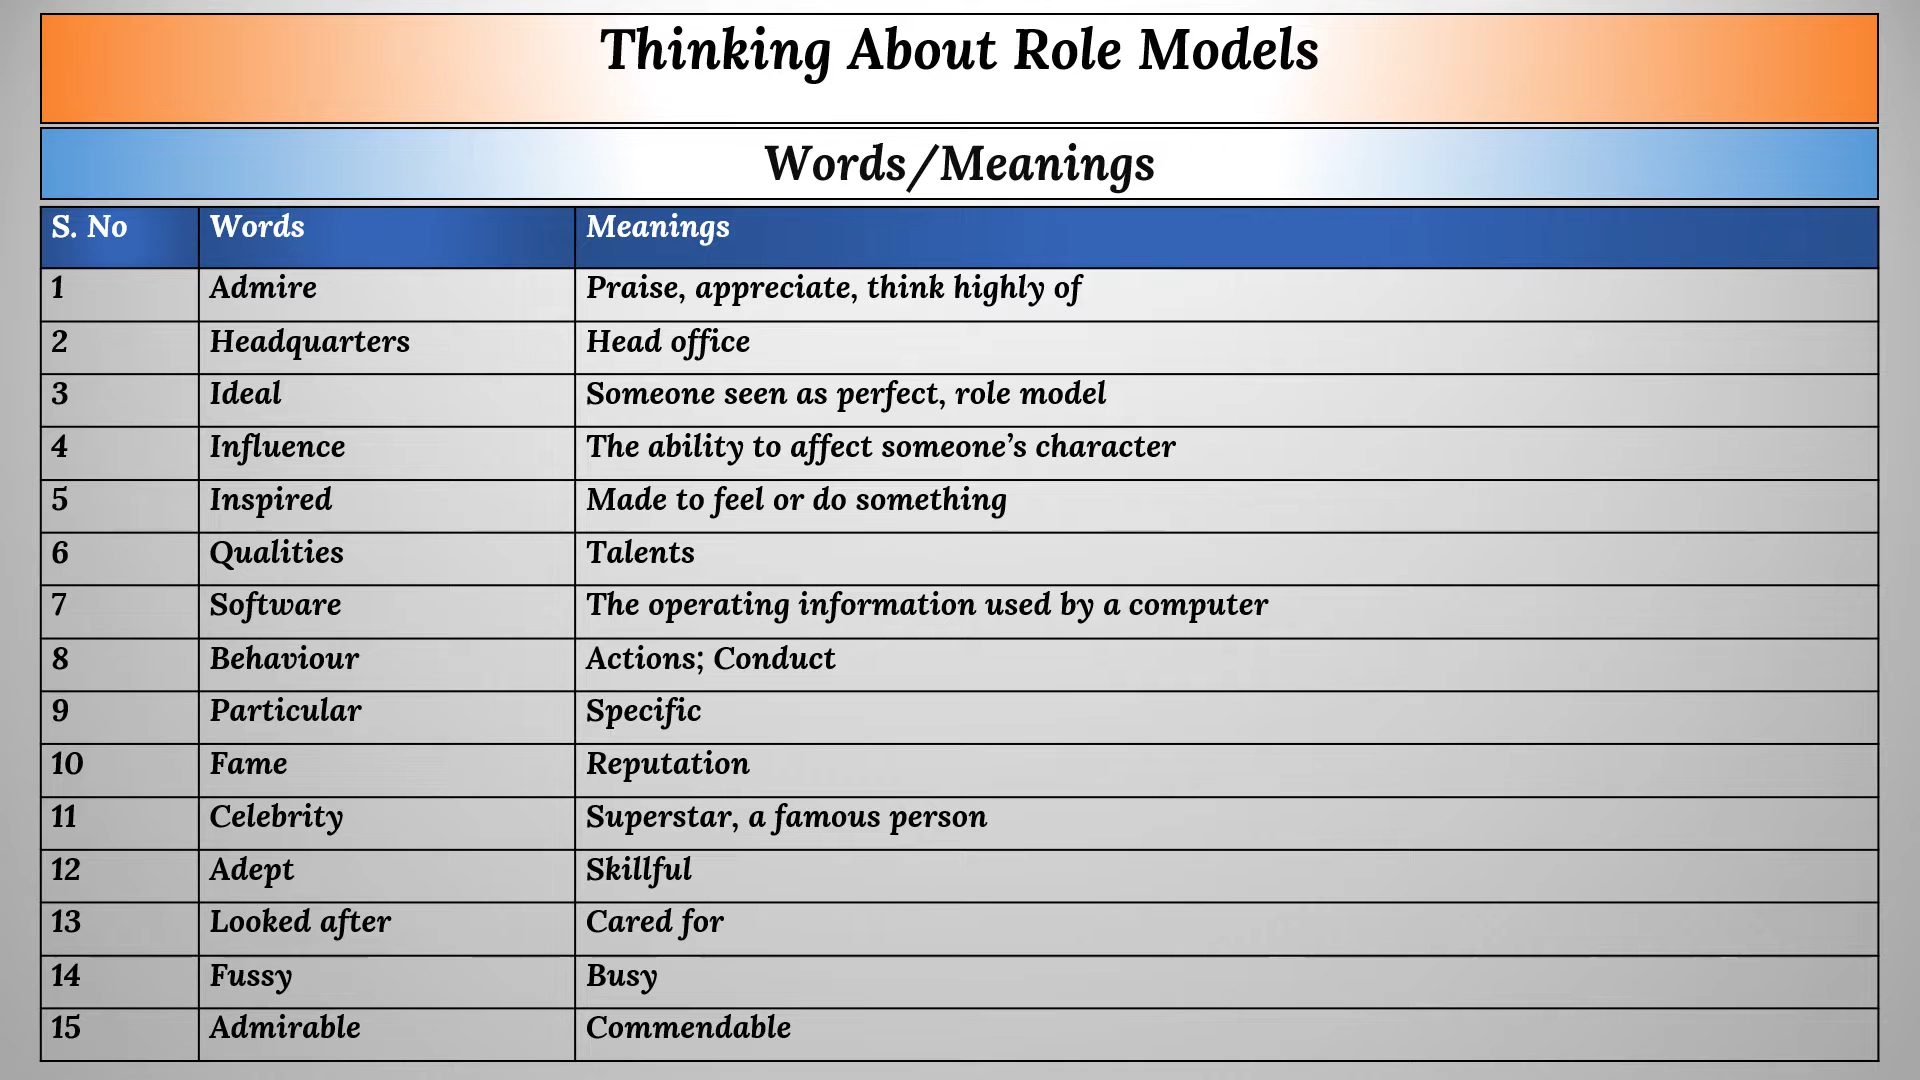 Thinking About Role Models
Words/Meanings
S. No Words Meanings
1 Admire Praise, appreciate, think highly of
2 Headquarters Head office
3 Ideal Someone seen as perfect, role model
4 Influence The ability to affect someone’s character
5 Inspired Made to feel or do something
6 Qualities Talents
7 Software The operating information used by a computer
8 Behaviour Actions; Conduct
9 Particular Specific
10 Fame Reputation
11 Celebrity Superstar, a famous person
12 Adept Skillful
13 Looked after Cared for
14 Fussy Busy
15 Admirable Commendable